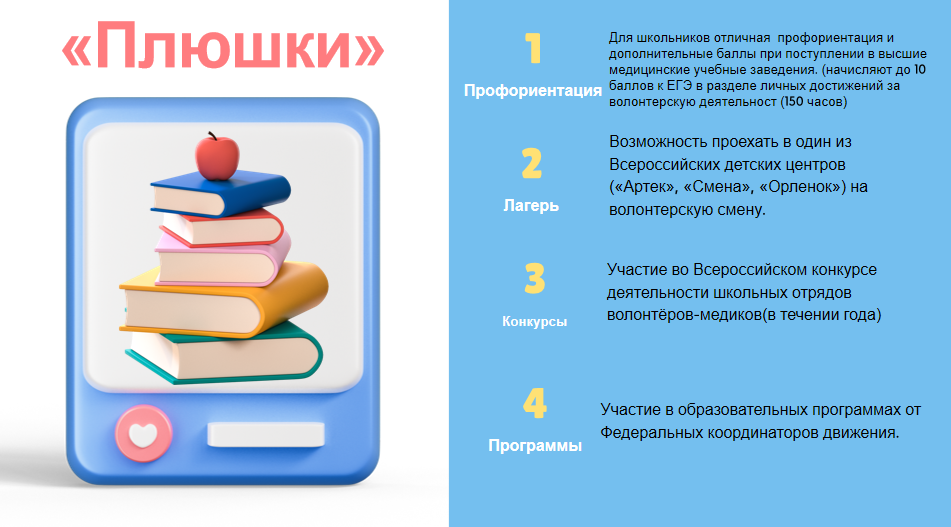 «Плюшки»
1
Профориентация
Для школьников отличная профориентация и
дополнительные баллы при поступлении в высшие
медицинские учебные заведения. (начисляют до 10
баллов к ЕГЭ в разделе личных достижений за
волонтерскую деятельност (150 часов)
2
Лагерь
Возможность проехать в один из
Всероссийских детских центров
(«Артек», «Смена», «Орленок») на
волонтерскую смену.
3
Конкурсы
Участие во Всероссийском конкурсе
деятельности школьных отрядов
волонтёров-медиков(в течении года)
4
Программы
Участие в образовательных программах от
Федеральных координаторов движения.